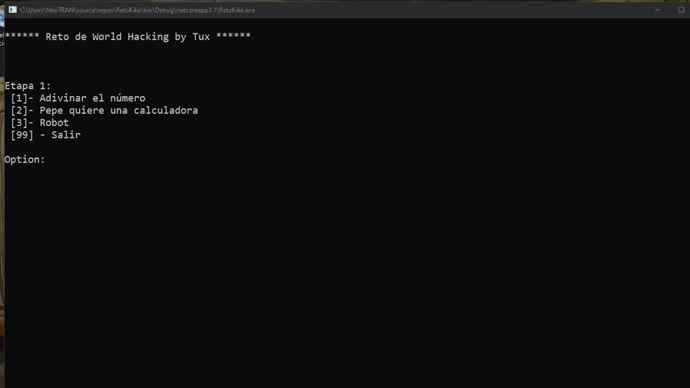 C:\Users\NeoTRAN\source\repos\RetoKike\bin\Debug\netcoreapp3.1\RetoKike.exe
****** Reto de World Hacking by Tux ******
Etapa 1:
[1]- Adivinar el número
[2]- Pepe quiere una calculadora
[3]- Robot
[99] - Salir
Option: